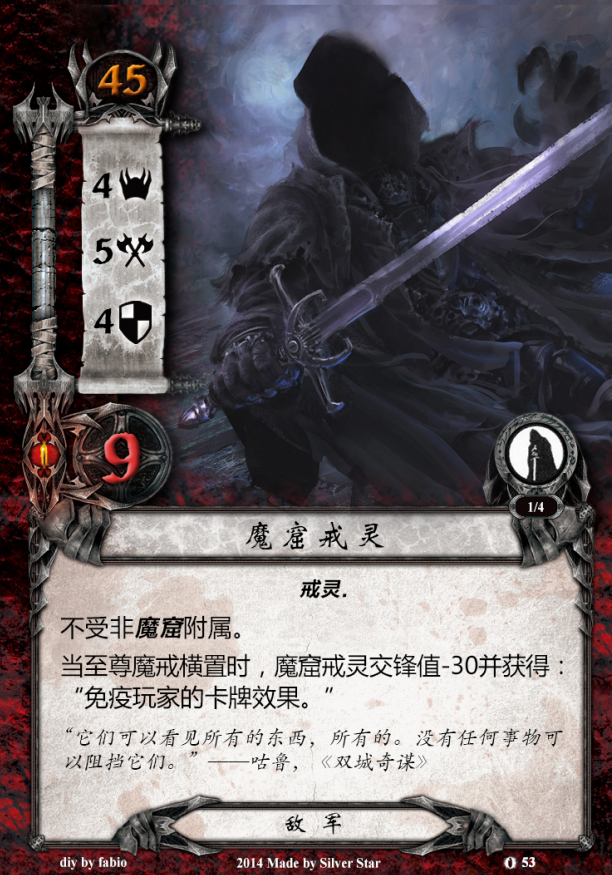 45
4
5
4
9
1/4
魔窟戒灵
戒灵.
不受非魔窟附属。
当至尊魔戒横置时，魔窟戒灵交锋值-30并获得：
“免疫玩家的卡牌效果。”
“它们可以看见所有的东西，所有的。没有任何事物可
以阻挡它们。”——咕鲁，《双城奇谋》
敌军
diy by fabio
2014 Made by Silver Star
53